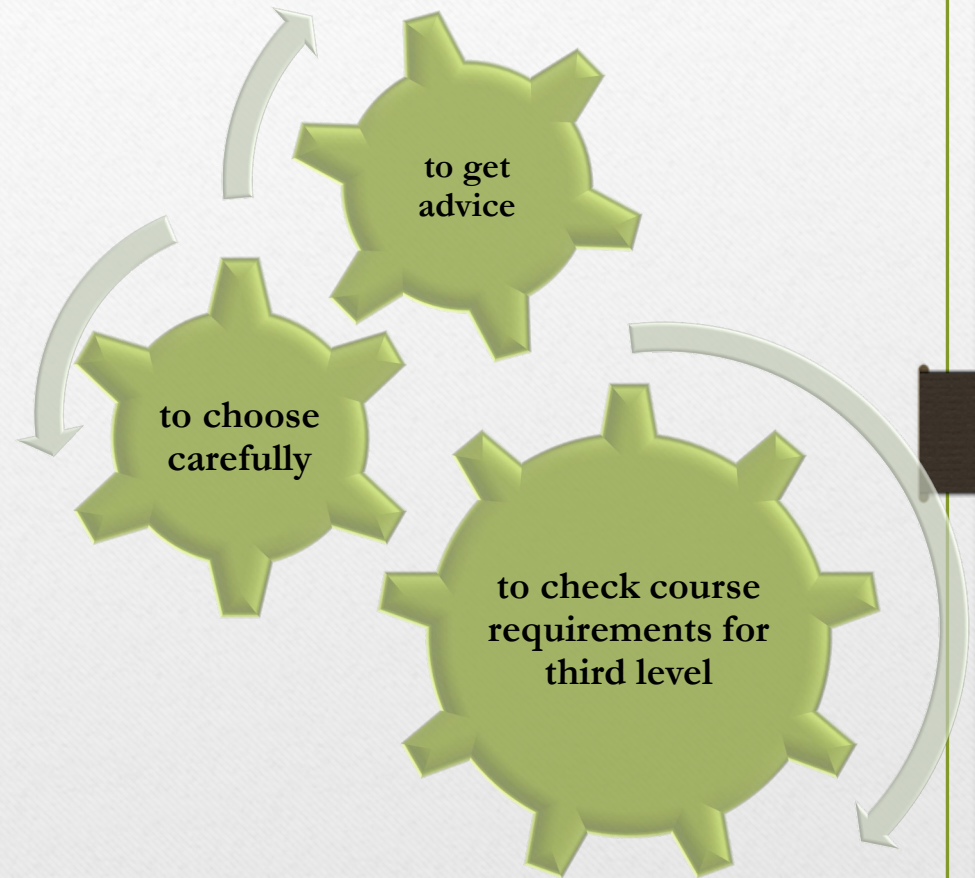 to get
advice
to choose
carefully
to check course
requirements for
third level